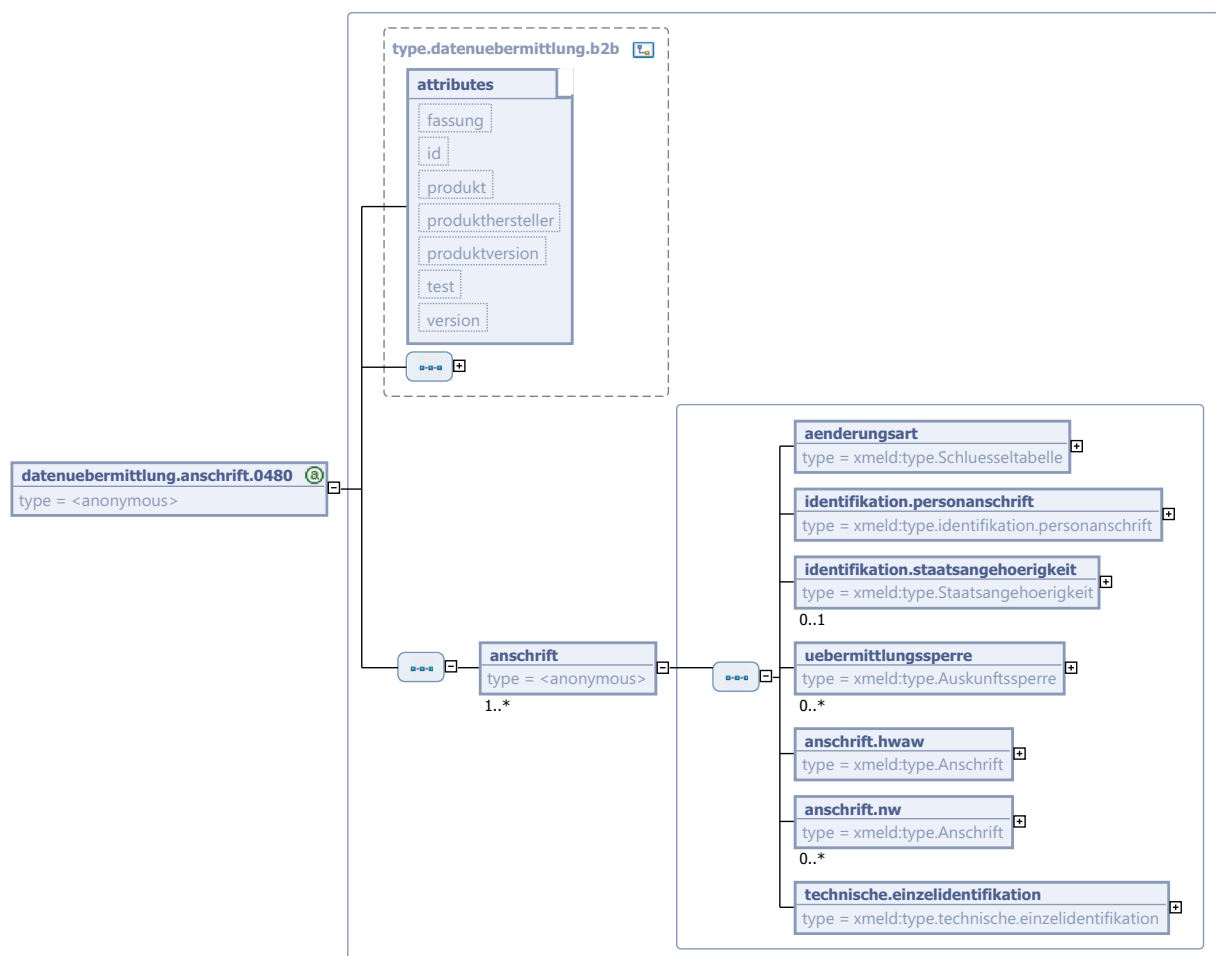 type.datenuebermittlung.b2b
attributes
fassung
id
produkt
produkthersteller
produktversion
test
version
datenuebermittlung.anschrift.0480 a
type = <anonymous>
anschrift
type = <anonymous>
1..*
aenderungsart
type = xmeld:type.Schluesseltabelle
identifikation.personanschrift
type = xmeld:type.identifikation.personanschrift
identifikation.staatsangehoerigkeit
type = xmeld:type.Staatsangehoerigkeit
0..1
uebermittlungssperre
type = xmeld:type.Auskunftssperre
0..*
anschrift.hwaw
type = xmeld:type.Anschrift
anschrift.nw
type = xmeld:type.Anschrift
0..*
technische.einzelidentifikation
type = xmeld:type.technische.einzelidentifikation